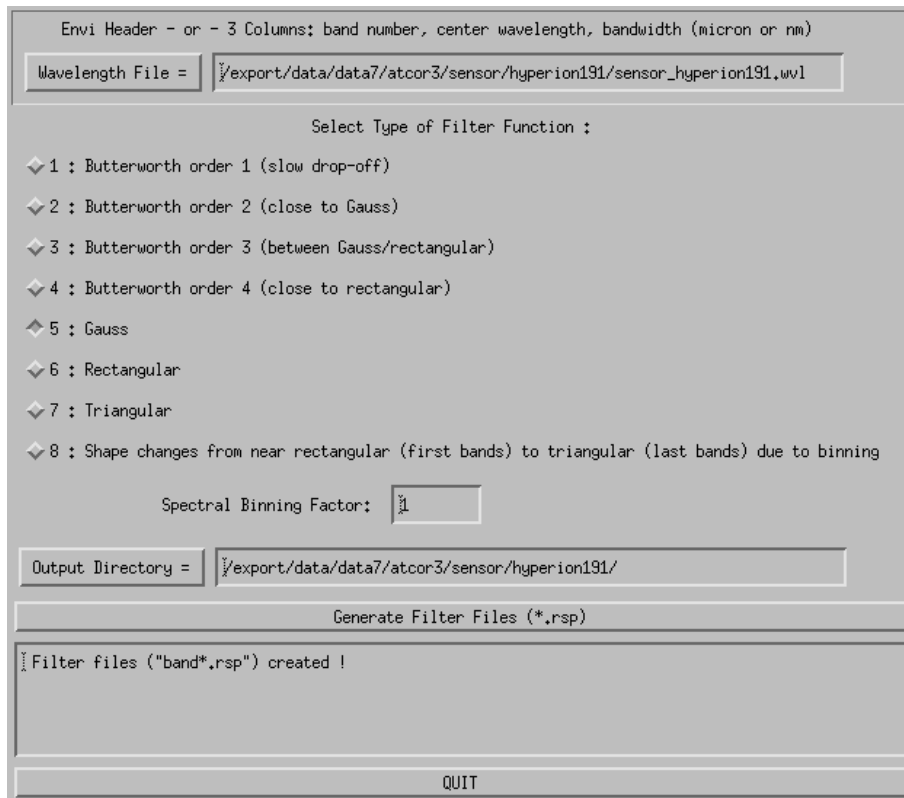 Envi Header - or - 3 Columns: band number, center wavelength, bandwidth (micron or nm)
Wavelength File = /export/data/data7/atcor3/sensor/hyperion191/sensor_hyperion191.wvl
Select Type of Filter Function :
1 : Butterworth order 1 (slow drop-off)
2 : Butterworth order 2 (close to Gauss)
3 : Butterworth order 3 (between Gauss/rectangular)
4 : Butterworth order 4 (close to rectangular)
5 : Gauss
6 : Rectangular
7 : Triangular
8 : Shape changes from near rectangular (first bands) to triangular (last bands) due to binning
Spectral Binning Factor: 1
Output Directory = /export/data/data7/atcor3/sensor/hyperion191/
Generate Filter Files (*.rsp)
Filter files ("band*.rsp") created !
QUIT